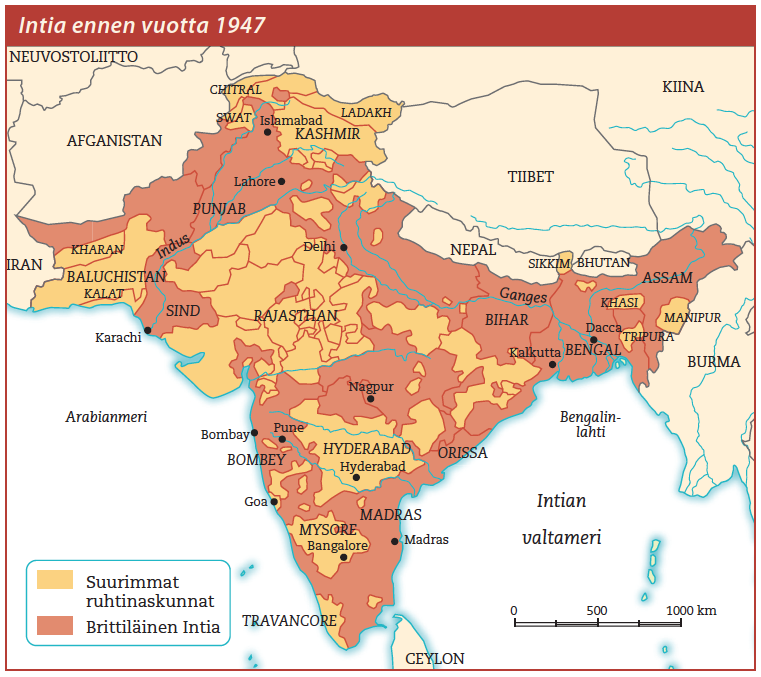 Intia ennen vuotta 1947
NEUVOSTOLIITTO
KIINA
CHITRAL
LADAKH
SWAT
Islamabad
KASHMIR
AFGANISTAN
TIIBET
Lahore
PUNJAB
Indus
Delhi
KHARAN
NEPAL
IRAN
SIKKIM
BHUTAN
BALUCHISTAN
ASSAM
KALAT
Ganges
KHASI
SIND
RAJASTHAN
BIHAR
MANIPUR
Dacca
TRIPURA
Karachi
Kalkutta
BENGAL
BURMA
Nagpur
Arabianmeri
Bengalin-
lahti
Pune
Bombay
HYDERABAD
ORISSA
BOMBEY
Hyderabad
Goa
Intian
valtameri
MADRAS
MYSORE
Madras
Bangalore
Suurimmat
ruhtinaskunnat
Brittiläinen Intia
TRAVANCORE
0 500 1000 km
CEYLON